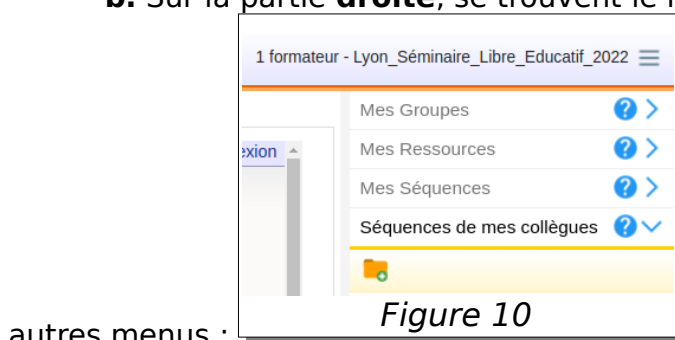 b. Sur la partie droite, se trouvent le
1 formateur - Lyon_Séminaire_Libre_Educatif_2022
Mes Groupes ?
exion
Mes Ressources ?
Mes Séquences ?
Séquences de mes collègues ?
Figure 10
autres menus :